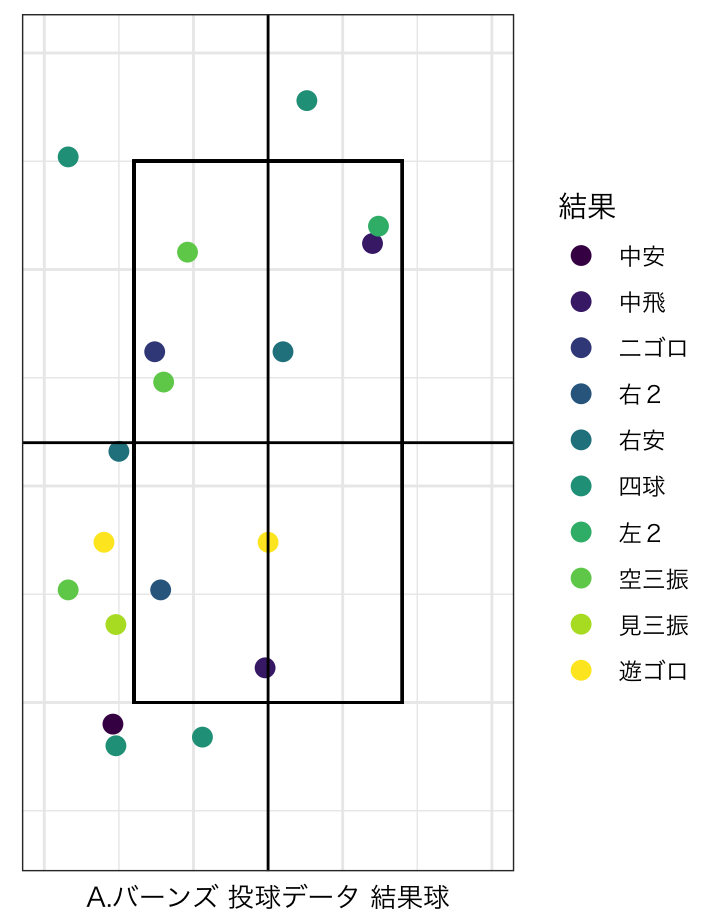 結果
中安
中飛
二ゴロ
右２
右安
四球
左２
空三振
見三振
遊ゴロ
A.バーンズ 投球データ 結果球